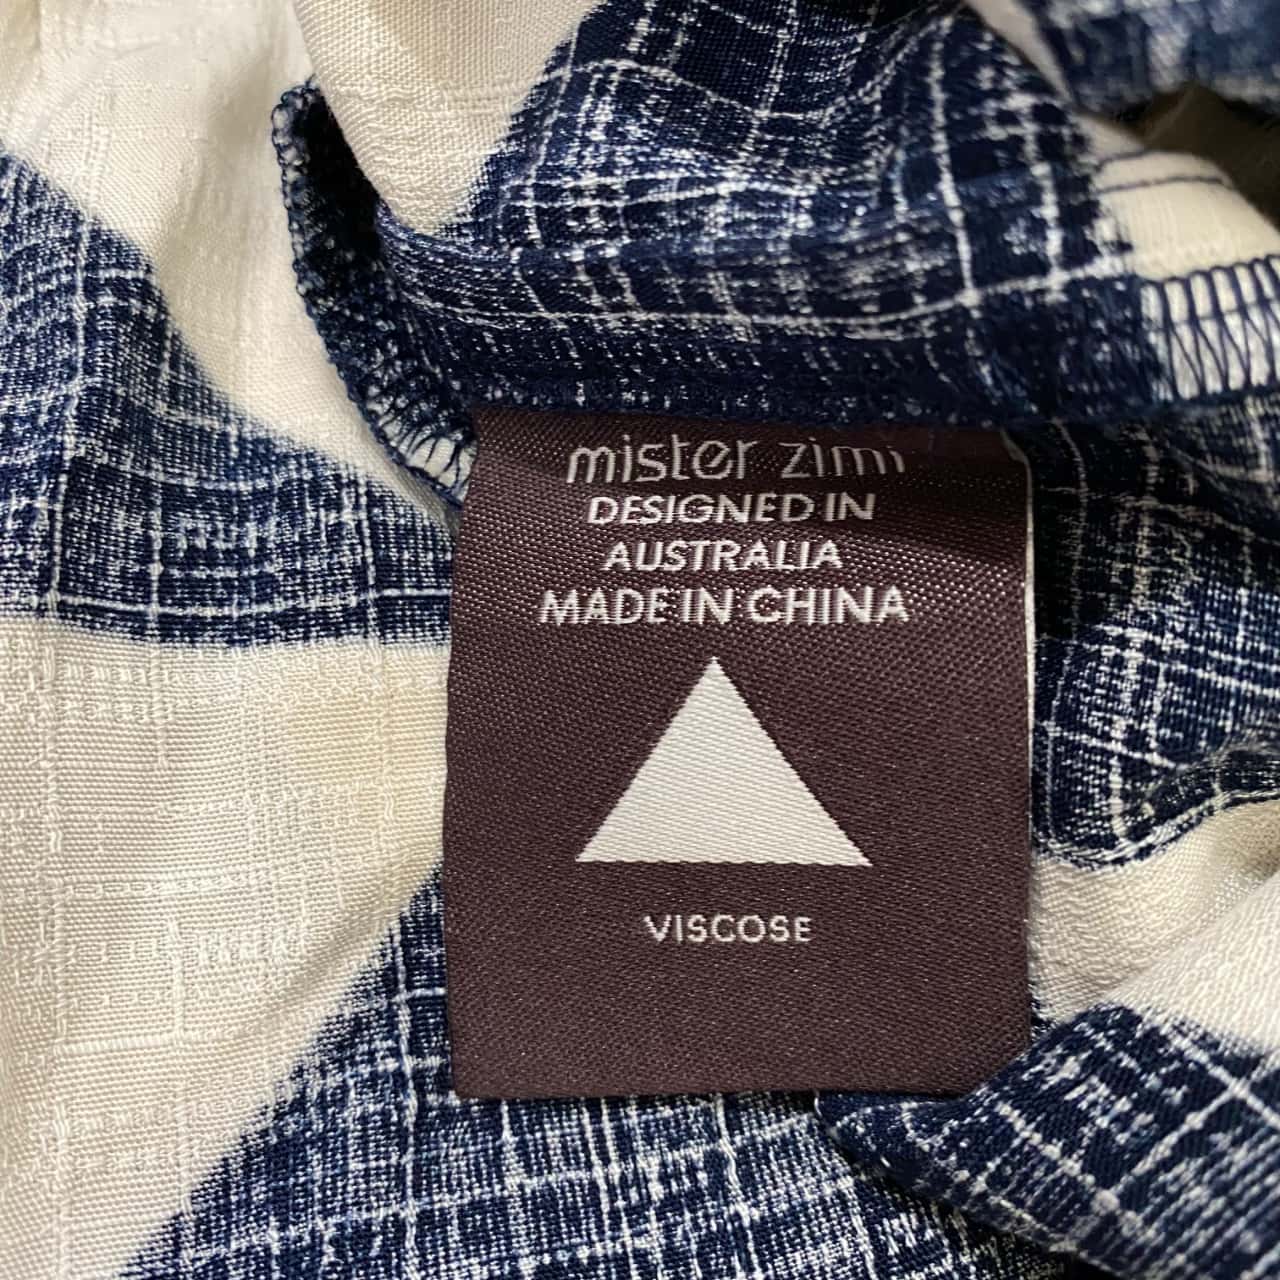 mister zimi
DESIGNED IN
AUSTRALIA
MADE IN CHINA
VISCOSE